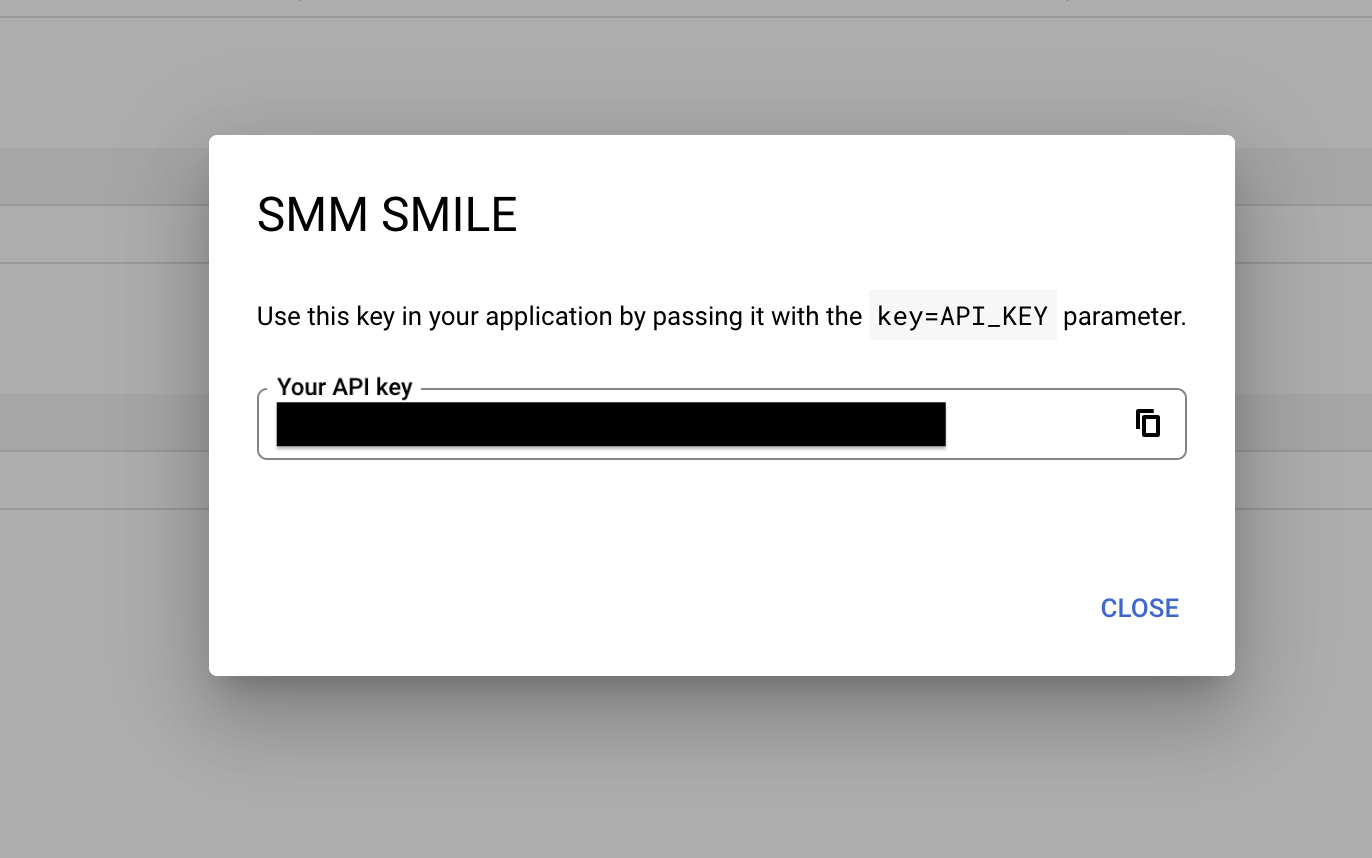 SMM SMILE
Use this key in your application by passing it with the key=API_KEY parameter.
Your API key
CLOSE